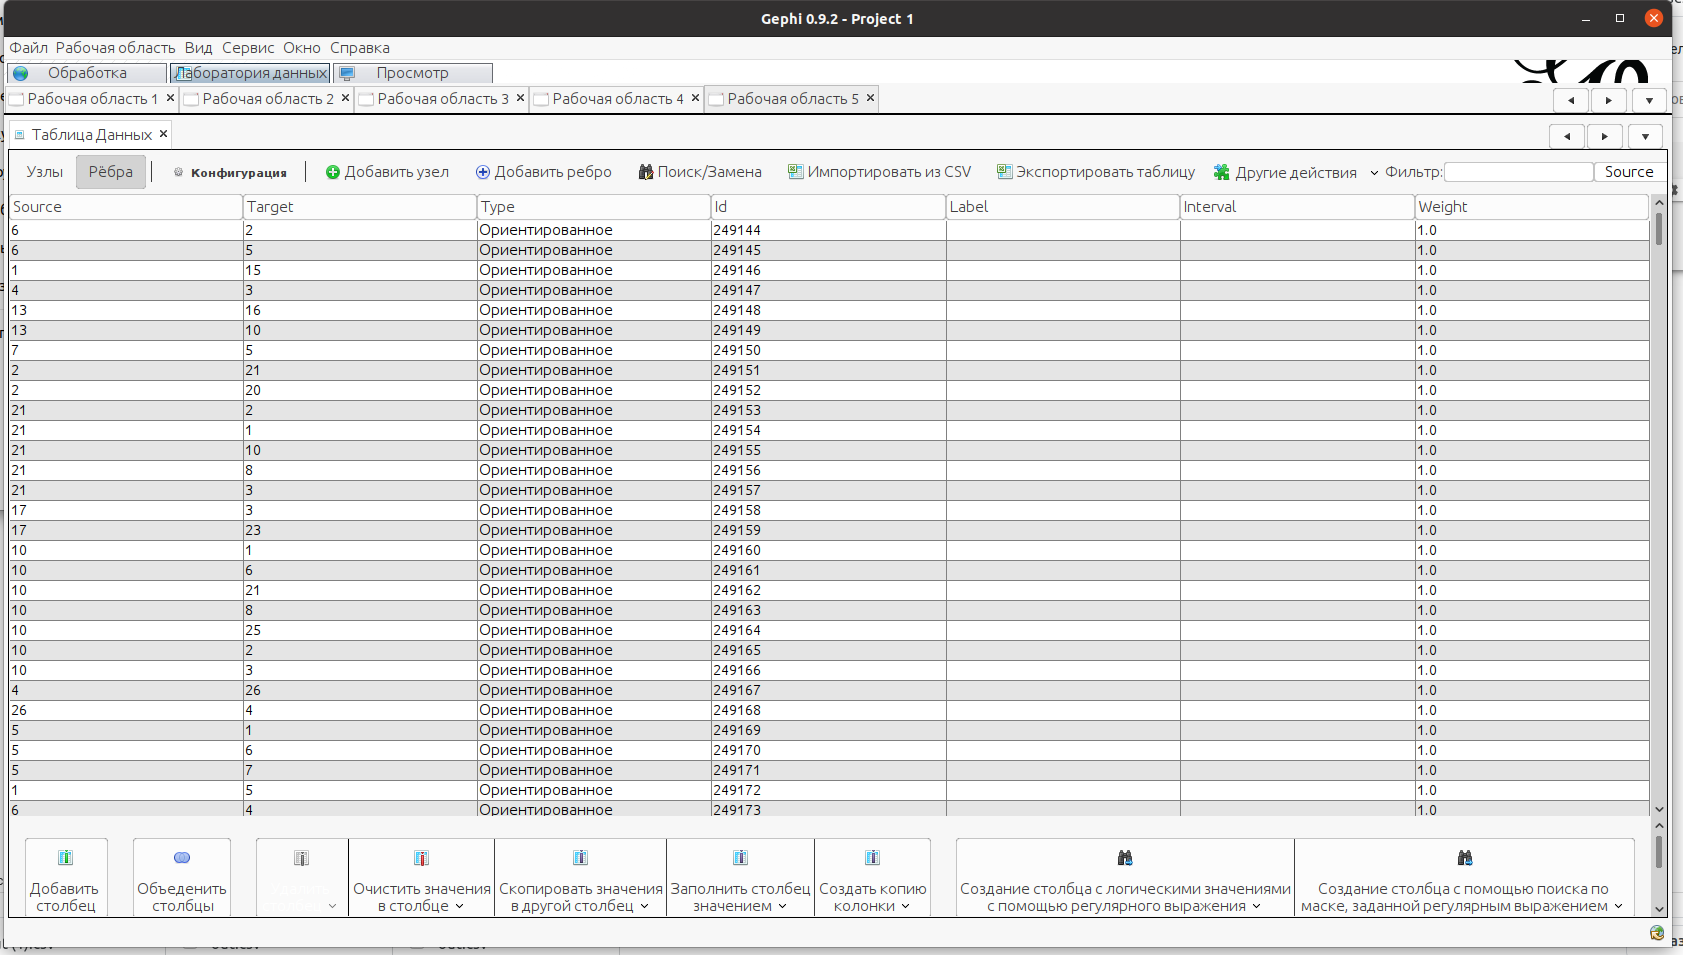 Gephi 0.9.2 - Project 1
Файл Рабочая область Вид Сервис Окно Справка
Обработка Лаборатория данных Просмотр
Рабочая область 1 Рабочая область 2 Рабочая область 3 Рабочая область 4 Рабочая область 5
Таблица Данных
Узлы Рёбра Конфигурация Добавить узел Добавить ребро Поиск/Замена Импортировать из CSV Экспортировать таблицу Другие действия Фильтр: Source
Source Target Type Id Label Interval Weight
6 2 Ориентированное 249144 1.0
6 5 Ориентированное 249145 1.0
1 15 Ориентированное 249146 1.0
4 3 Ориентированное 249147 1.0
13 16 Ориентированное 249148 1.0
13 10 Ориентированное 249149 1.0
7 5 Ориентированное 249150 1.0
2 21 Ориентированное 249151 1.0
2 20 Ориентированное 249152 1.0
21 2 Ориентированное 249153 1.0
21 1 Ориентированное 249154 1.0
21 10 Ориентированное 249155 1.0
21 8 Ориентированное 249156 1.0
21 3 Ориентированное 249157 1.0
17 3 Ориентированное 249158 1.0
17 23 Ориентированное 249159 1.0
10 1 Ориентированное 249160 1.0
10 6 Ориентированное 249161 1.0
10 21 Ориентированное 249162 1.0
10 8 Ориентированное 249163 1.0
10 25 Ориентированное 249164 1.0
10 2 Ориентированное 249165 1.0
10 3 Ориентированное 249166 1.0
4 26 Ориентированное 249167 1.0
26 4 Ориентированное 249168 1.0
5 1 Ориентированное 249169 1.0
5 6 Ориентированное 249170 1.0
5 7 Ориентированное 249171 1.0
1 5 Ориентированное 249172 1.0
6 4 Ориентированное 249173 1.0
Добавить
столбец
Объеденить
столбцы
Очистить значения
в столбце
Скопировать значения
в другой столбец
Заполнить столбец
значением
Создать копию
колонки
Создание столбца с логическими значениями
с помощью регулярного выражения
Создание столбца с помощью поиска по
маске, заданной регулярным выражением